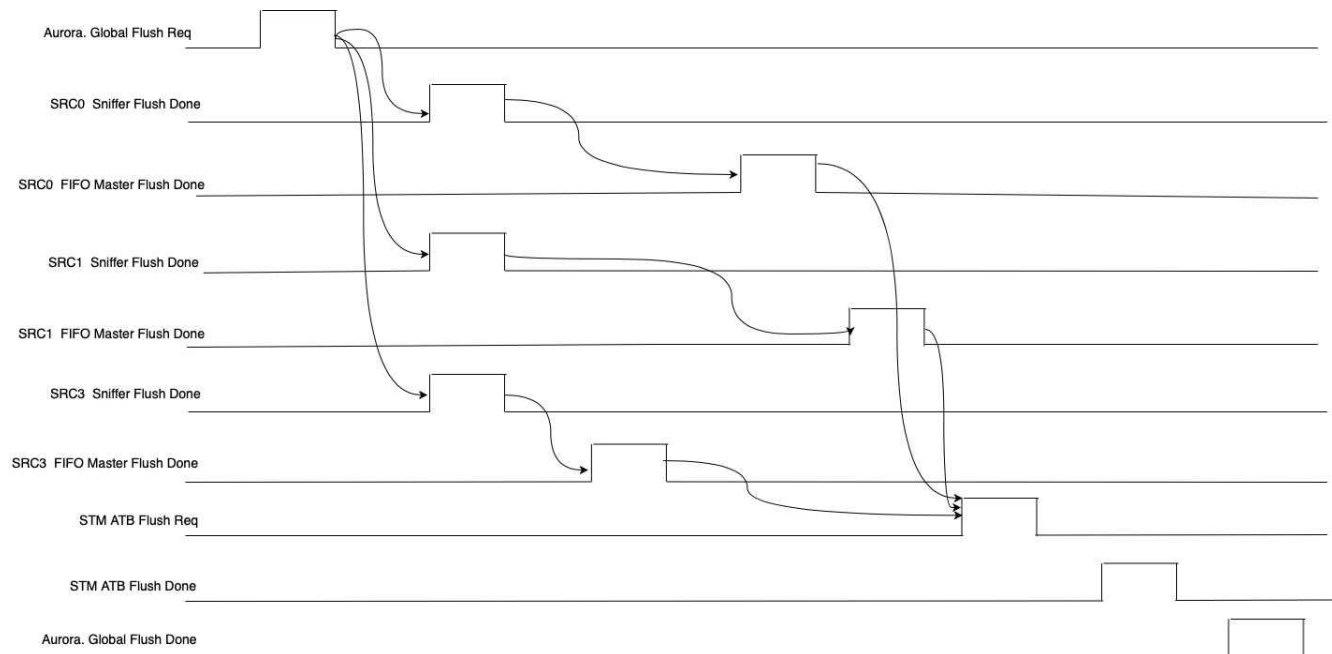 Aurora. Global Flush Req
SRC0 Sniffer Flush Done
SRC0 FIFO Master Flush Done
SRC1 Sniffer Flush Done
SRC1 FIFO Master Flush Done
SRC3 Sniffer Flush Done
SRC3 FIFO Master Flush Done
STM ATB Flush Req
STM ATB Flush Done
Aurora. Global Flush Done